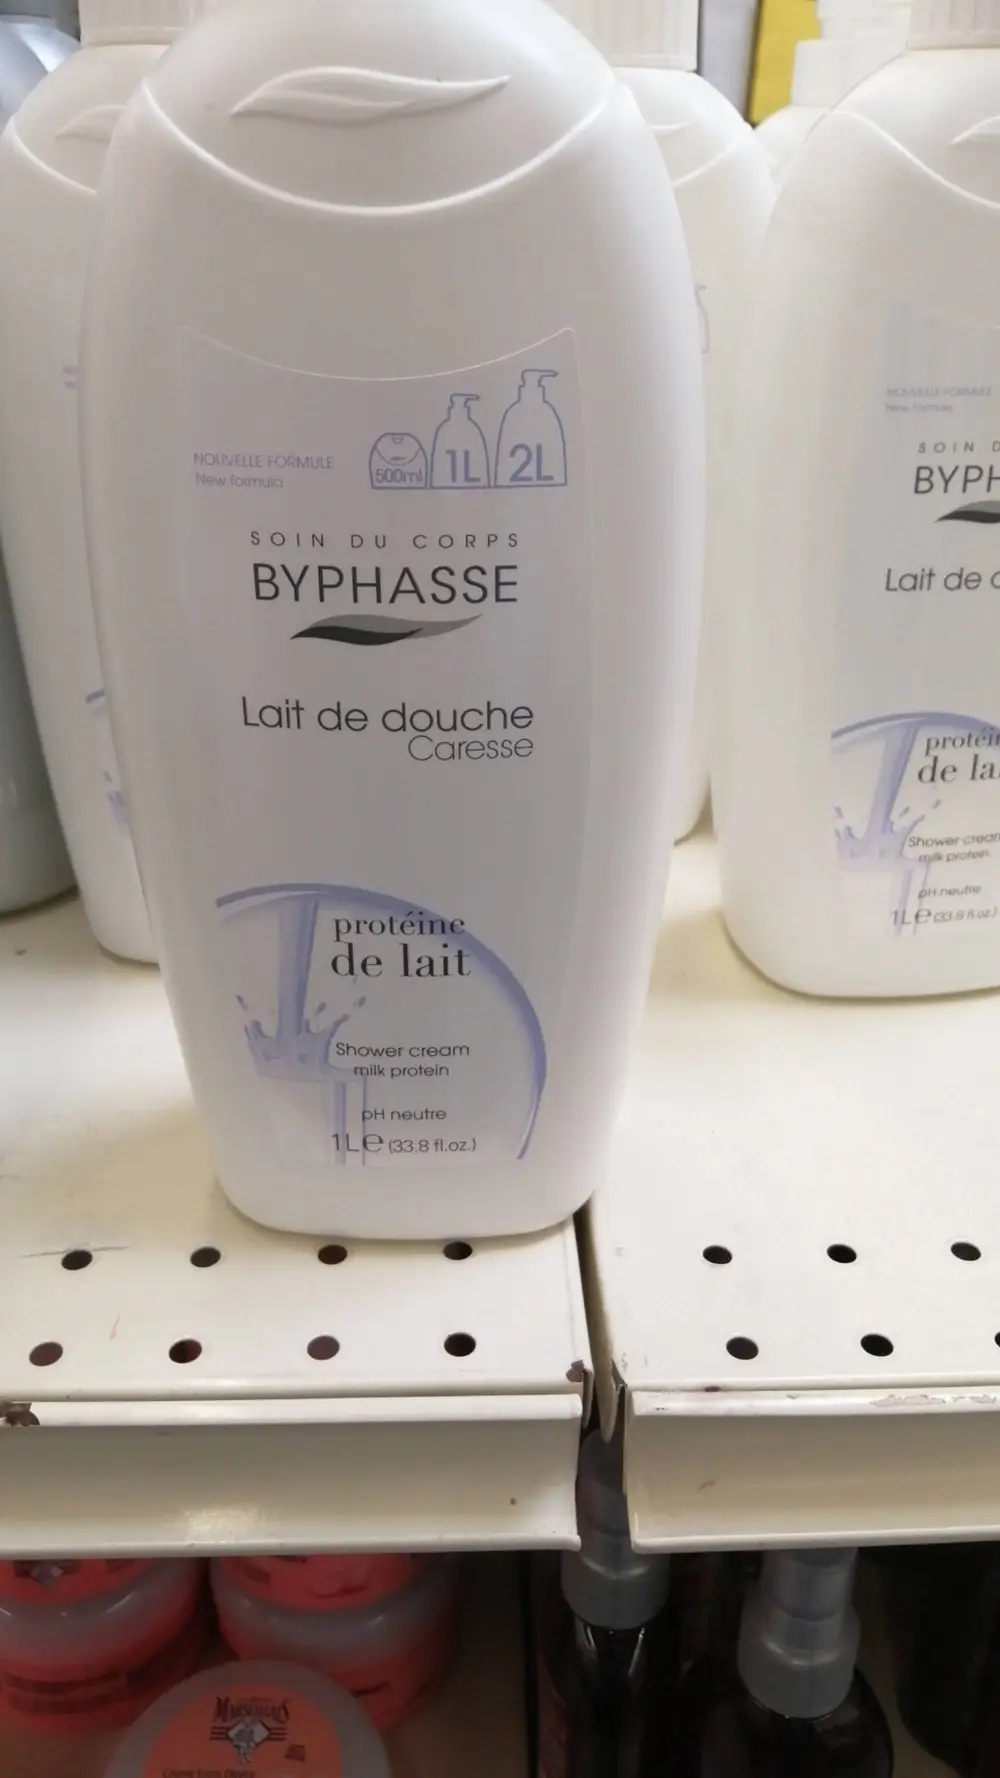 NOUVELLE FORMULE
New formula
500ml 1L 2L
SOIN DU CORPS
BYPHASSE
Lait de douche
Caresse
protéine
de lait
Shower cream
milk protein
pH neutre
1L e (33.8 fl.oz.)
NOUVELLE FORMULE
New formula
SOIN
BYPH
Lait de
de la
Shower cream
milk protein
pH neutre
1L e (33.8 fl.oz.)
Marseillais